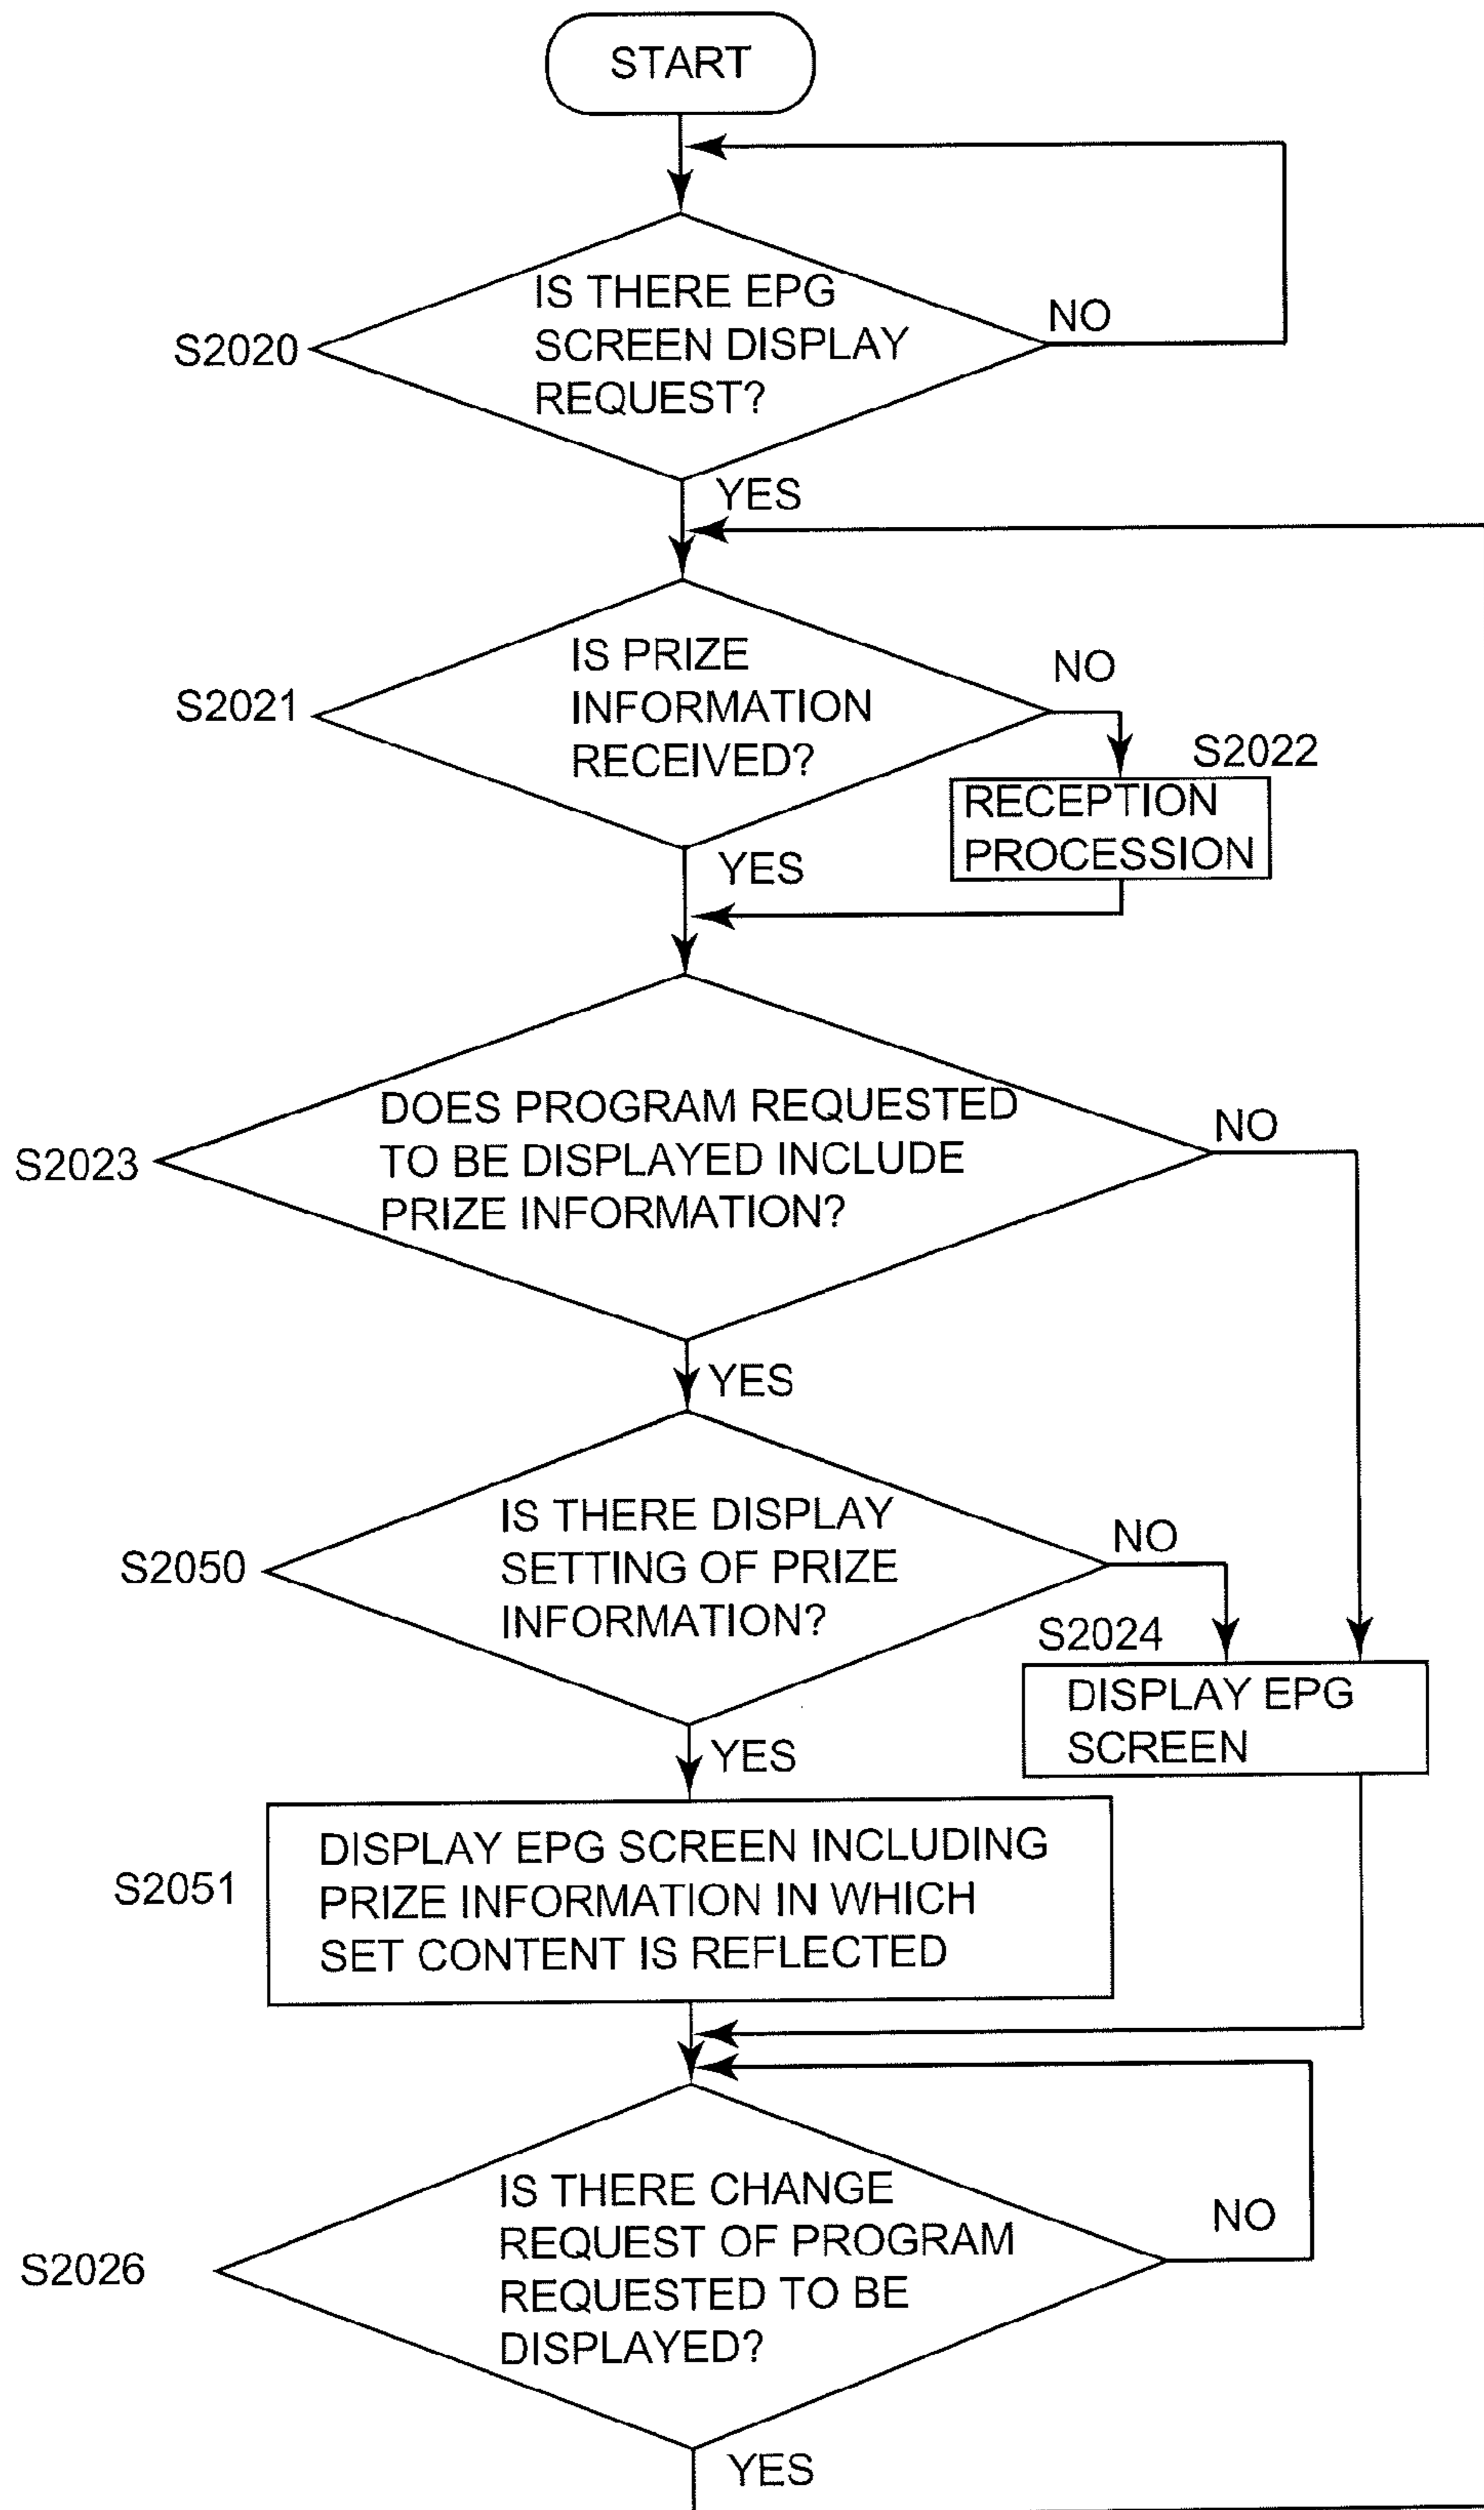 START
IS THERE EPG
SCREEN DISPLAY
REQUEST?
S2020
NO
YES
IS PRIZE
INFORMATION
RECEIVED?
S2021
NO
S2022
RECEPTION
PROCESSION
YES
DOES PROGRAM REQUESTED
TO BE DISPLAYED INCLUDE
PRIZE INFORMATION?
S2023
NO
YES
IS THERE DISPLAY
SETTING OF PRIZE
INFORMATION?
S2050
NO
S2024
DISPLAY EPG
SCREEN
YES
DISPLAY EPG SCREEN INCLUDING
PRIZE INFORMATION IN WHICH
SET CONTENT IS REFLECTED
S2051
IS THERE CHANGE
REQUEST OF PROGRAM
REQUESTED TO BE
DISPLAYED?
S2026
NO
YES